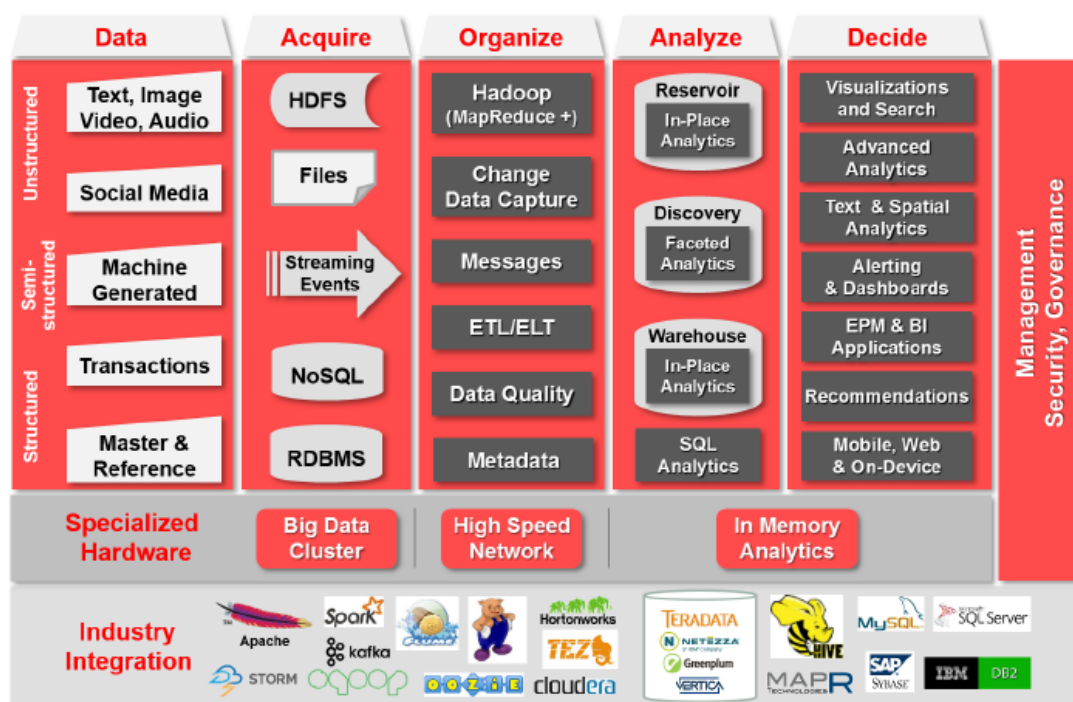 Data
Acquire
Organize
Analyze
Decide
Unstructured
Semi-
structured
Structured
Text, Image
Video, Audio
Social Media
Machine
Generated
Transactions
Master &
Reference
HDFS
Files
Streaming
Events
NoSQL
RDBMS
Hadoop
(MapReduce +)
Change
Data Capture
Messages
ETL/ELT
Data Quality
Metadata
Reservoir
In-Place
Analytics
Discovery
Faceted
Analytics
Warehouse
In-Place
Analytics
SQL
Analytics
Visualizations
and Search
Advanced
Analytics
Text & Spatial
Analytics
Alerting
& Dashboards
EPM & BI
Applications
Recommendations
Mobile, Web
& On-Device
Management
Security, Governance
Specialized
Hardware
Big Data
Cluster
High Speed
Network
In Memory
Analytics
Industry
Integration
TM
Apache
Spark
kafka
flume
Hortonworks
TEZ
STORM
sqoop
OOZIE
cloudera
TERADATA
NETEZZA
Greenplum
VERTICA
HIVE
MAPR
TECHNOLOGIES
MySQL
SQL Server
SAP
SYBASE
IBM
DB2